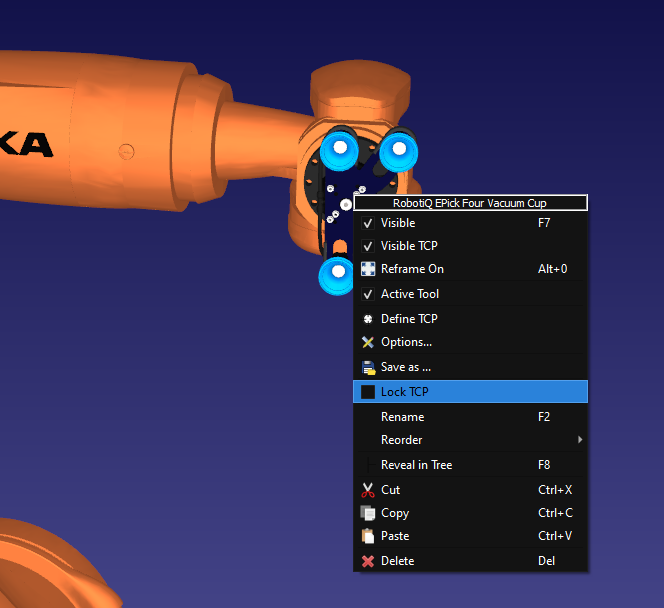 KA
RobotiQ EPick Four Vacuum Cup
Visible F7
Visible TCP
Reframe On Alt+0
Active Tool
Define TCP
Options...
Save as ...
Lock TCP
Rename F2
Reorder
Reveal in Tree F8
Cut Ctrl+X
Copy Ctrl+C
Paste Ctrl+V
Delete Del